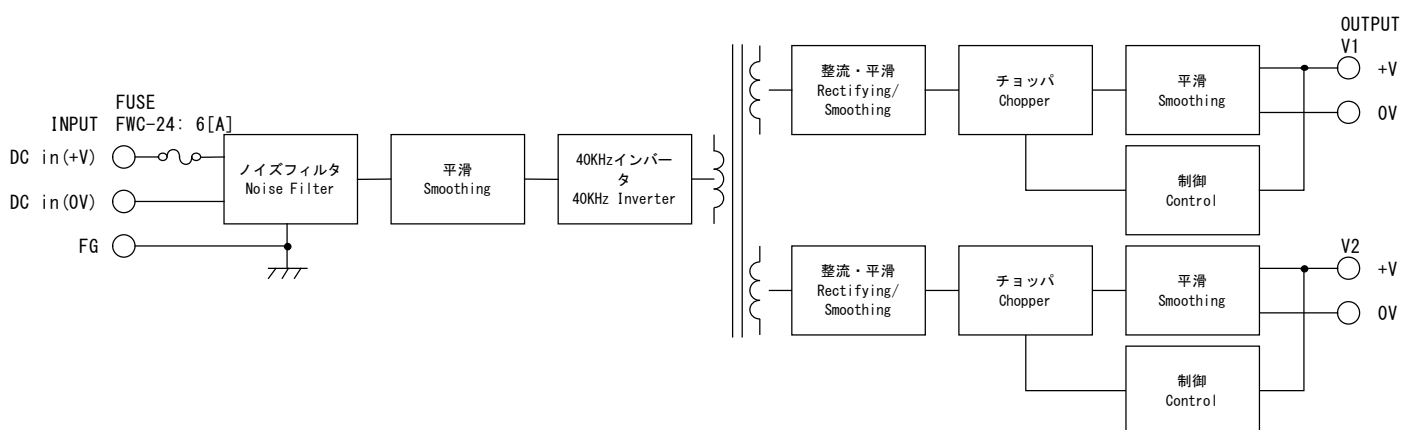 OUTPUT
V1
+V
0V
整流・平滑
Rectifying/
Smoothing
チョッパ
Chopper
平滑
Smoothing
制御
Control
FUSE
INPUT FWC-24: 6[A]
DC in(+V)
DC in(0V)
FG
ノイズフィルタ
Noise Filter
平滑
Smoothing
40KHzインバー
タ
40KHz Inverter
V2
+V
0V
整流・平滑
Rectifying/
Smoothing
チョッパ
Chopper
平滑
Smoothing
制御
Control